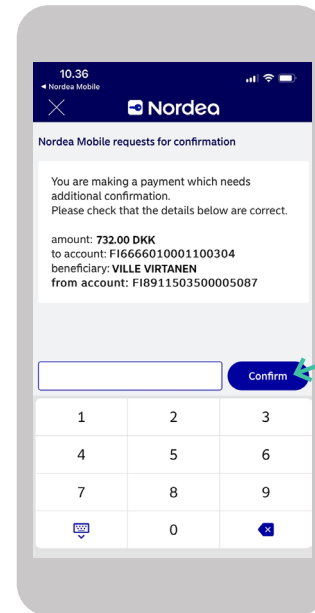 10.36
◄ Nordea Mobile
Nordea
Nordea Mobile requests for confirmation
You are making a payment which needs
additional confirmation.
Please check that the details below are correct.
amount: 732.00 DKK
to account: FI6666010001100304
beneficiary: VILLE VIRTANEN
from account: FI8911503500005087
Confirm
1 2 3
4 5 6
7 8 9
0